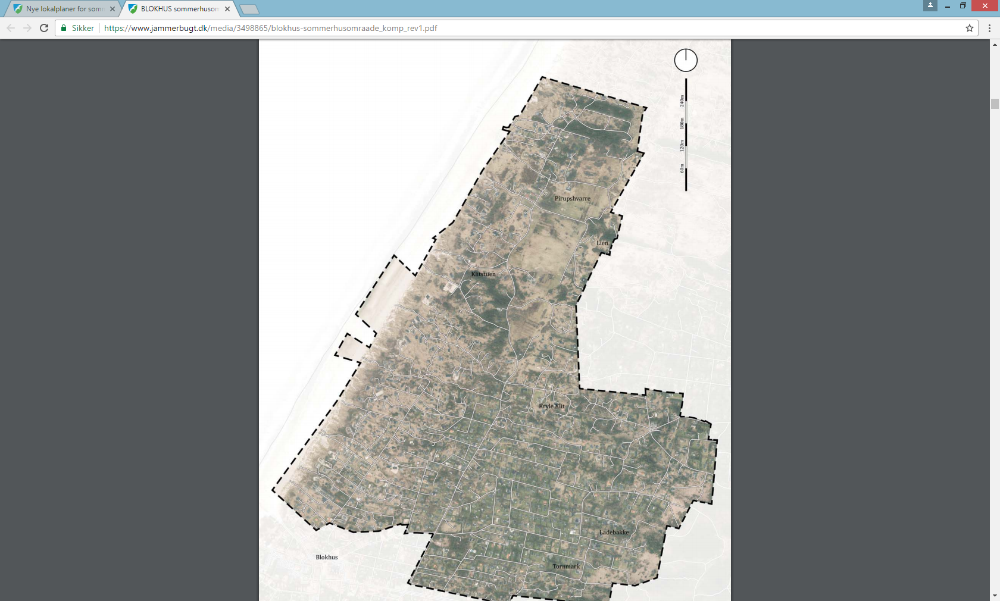 Nye lokalplaner for som
BLOKHUS sommerhusom
Sikker
https://www.jammerbugt.dk/media/3498865/blokhus-sommerhusomraade_komp_rev1.pdf
240m
180m
120m
60m
Pirupshvarre
Lien
Klitstuen
Kryle Klit
Ladebakke
Blokhus
Tornmark